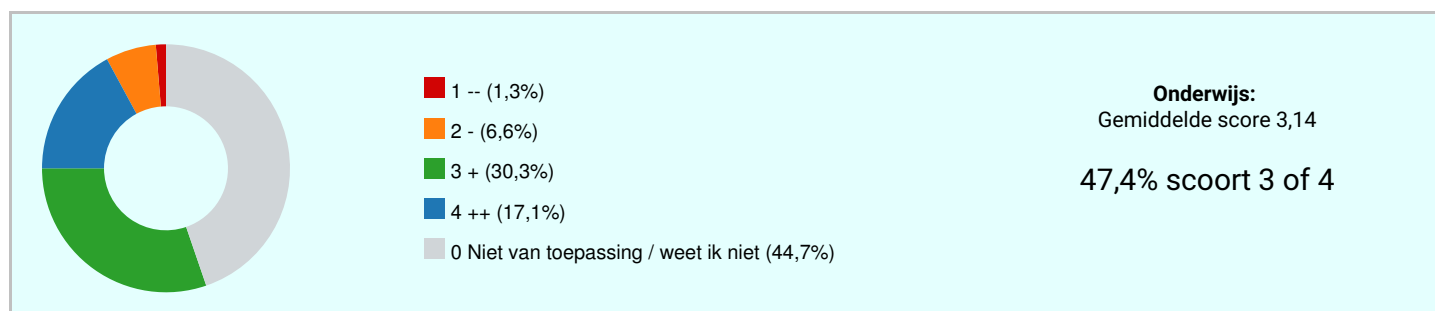 1 -- (1,3%)
2 - (6,6%)
3 + (30,3%)
4 ++ (17,1%)
0 Niet van toepassing / weet ik niet (44,7%)
Onderwijs:
Gemiddelde score 3,14
47,4% scoort 3 of 4